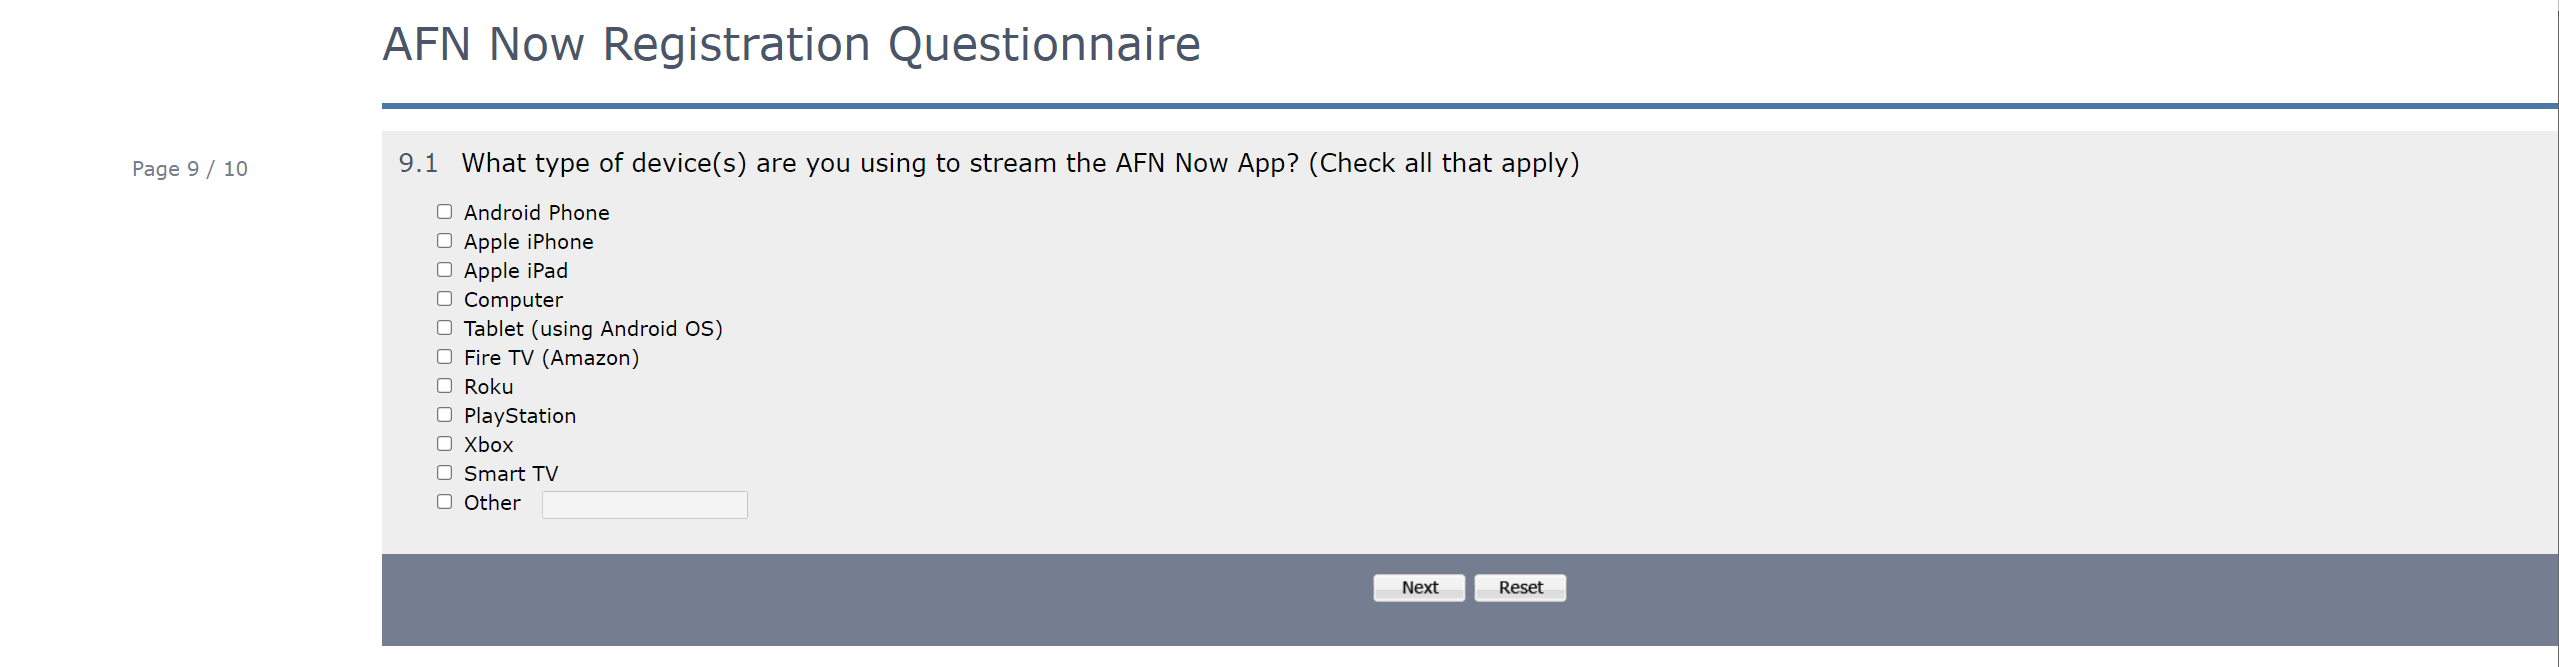 AFN Now Registration Questionnaire
Page 9 / 10
9.1 What type of device(s) are you using to stream the AFN Now App? (Check all that apply)
Android Phone
Apple iPhone
Apple iPad
Computer
Tablet (using Android OS)
Fire TV (Amazon)
Roku
PlayStation
Xbox
Smart TV
Other
Next Reset